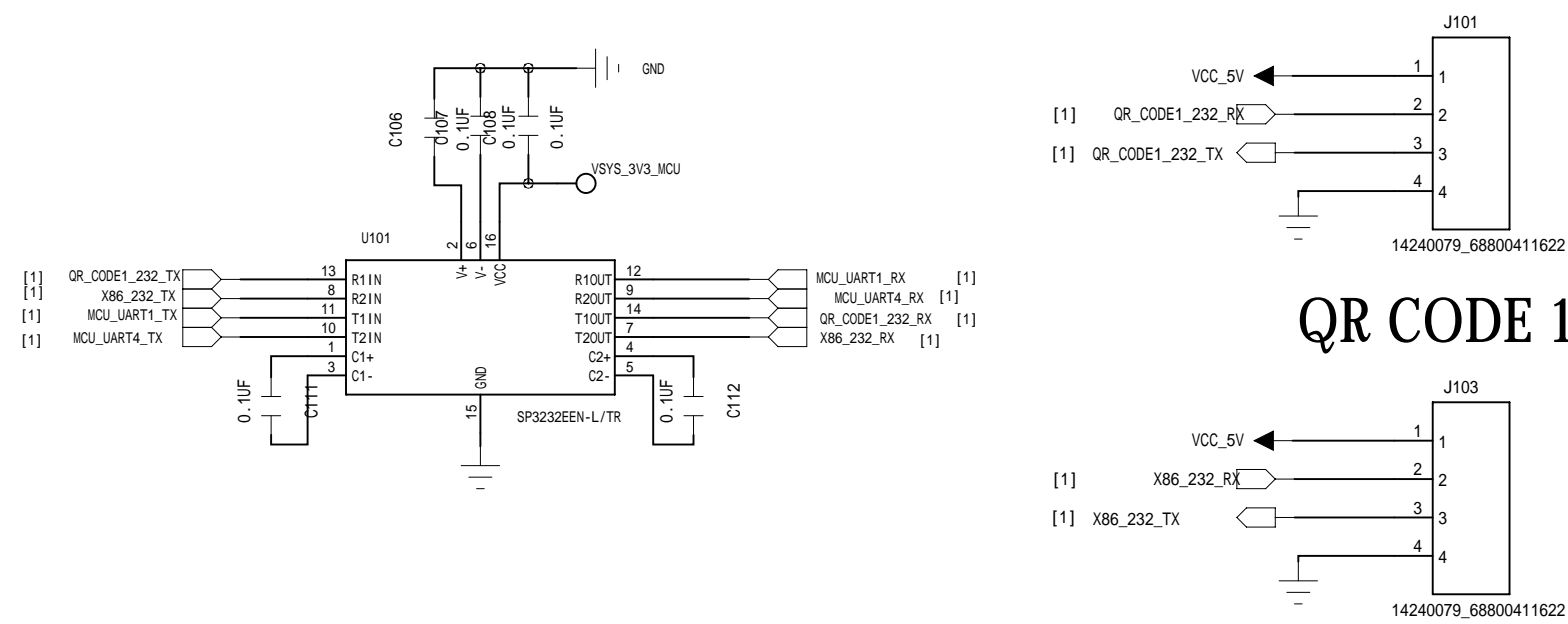 GND
C106
C107
0.1UF
C108
0.1UF
0.1UF
VSYS_3V3_MCU
U101
2
6
16
V+
V-
VCC
[1] QR_CODE1_232_TX 13 R1IN
[1] X86_232_TX 8 R2IN
[1] MCU_UART1_TX 11 T1IN
[1] MCU_UART4_TX 10 T2IN
1 C1+
3 C1-
R1OUT 12 MCU_UART1_RX [1]
R2OUT 9 MCU_UART4_RX [1]
T1OUT 14 QR_CODE1_232_RX [1]
T2OUT 7 X86_232_RX [1]
C2+ 4
C2- 5
GND
15
0.1UF
C111
SP3232EEN-L/TR
0.1UF
C112
J101
VCC_5V 1 1
[1] QR_CODE1_232_RX 2 2
[1] QR_CODE1_232_TX 3 3
4 4
14240079_68800411622
QR CODE 1
J103
VCC_5V 1 1
[1] X86_232_RX 2 2
[1] X86_232_TX 3 3
4 4
14240079_68800411622